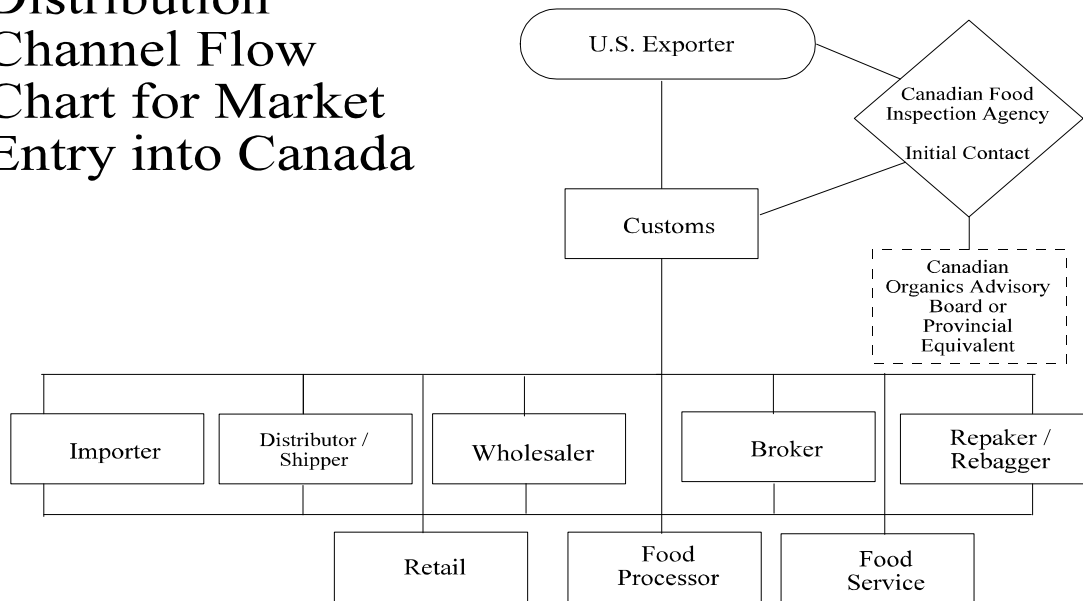 Distribution
Channel Flow
Chart for Market
Entry into Canada
U.S. Exporter
Canadian Food
Inspection Agency
Initial Contact
Customs
Canadian
Organics Advisory
Board or
Provincial
Equivalent
Importer
Distributor /
Shipper
Wholesaler
Broker
Repaker /
Rebagger
Retail
Food
Processor
Food
Service